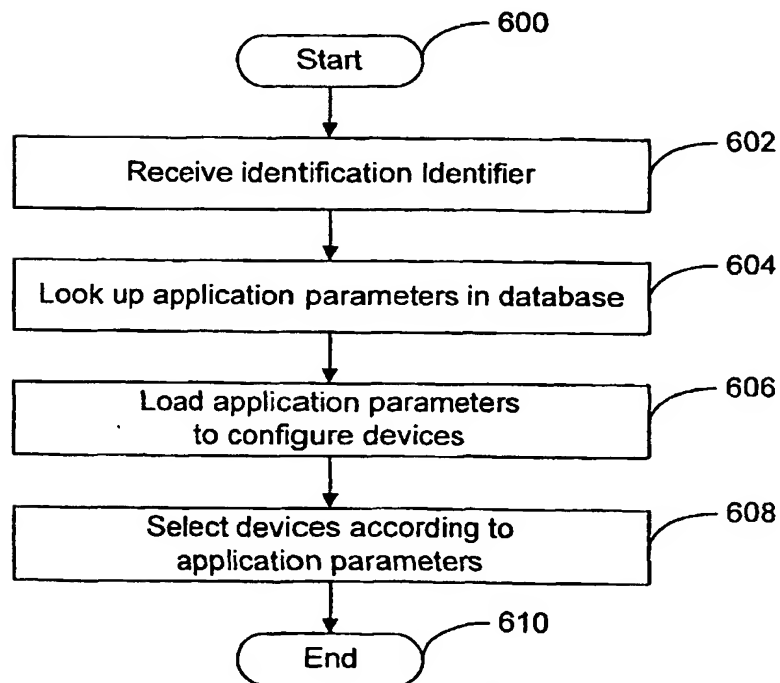 600
Start
602
Receive identification Identifier
604
Look up application parameters in database
606
Load application parameters
to configure devices
608
Select devices according to
application parameters
610
End